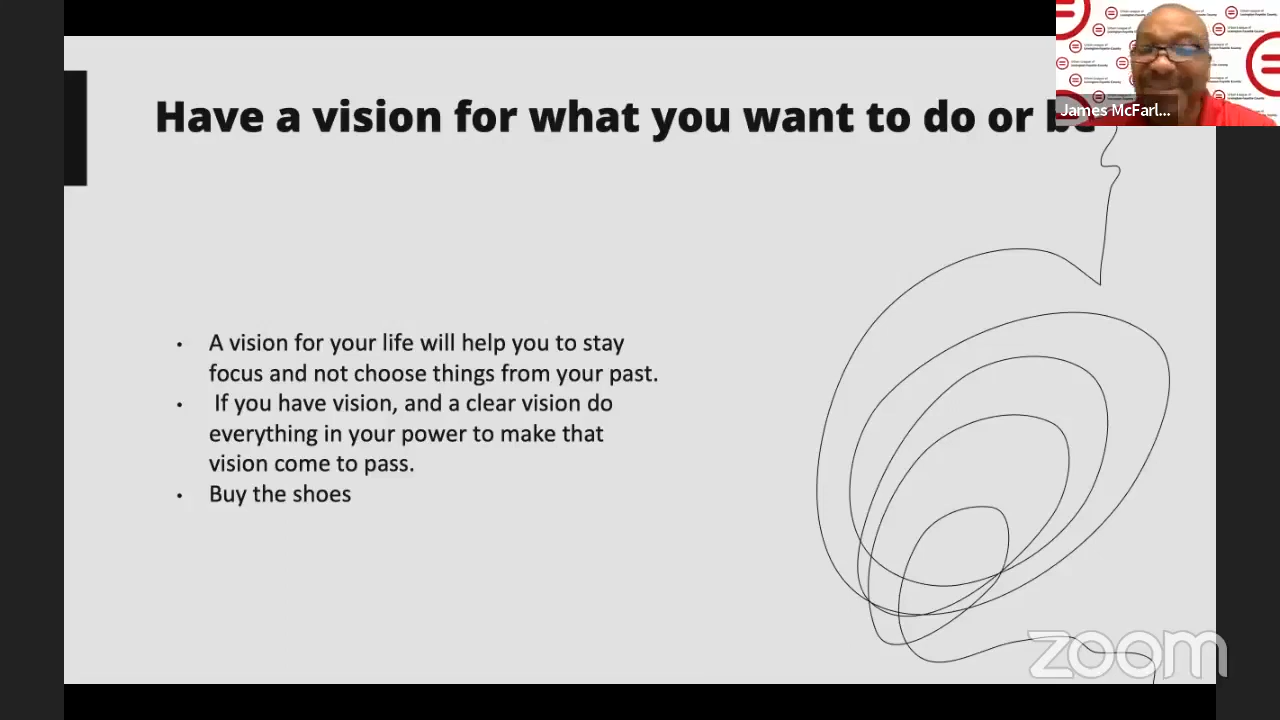 Have a vision for what you want to do or be
James McFarl...
• A vision for your life will help you to stay
focus and not choose things from your past.
• If you have vision, and a clear vision do
everything in your power to make that
vision come to pass.
• Buy the shoes
zoom